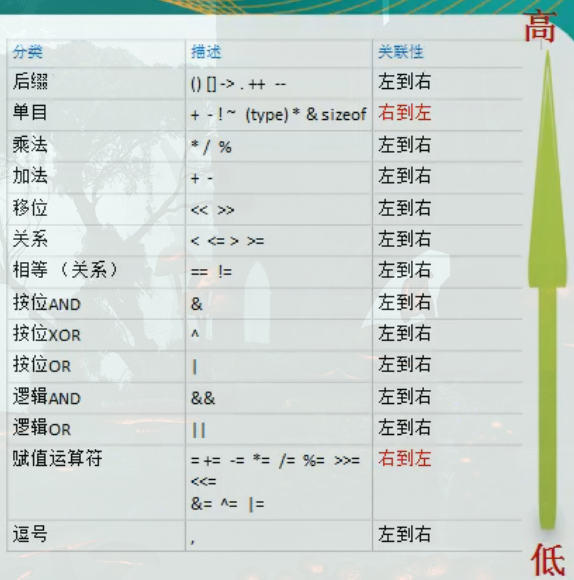 高
分类 描述 关联性
后缀 () [] -> . ++ -- 左到右
单目 + - ! ~ (type) * & sizeof 右到左
乘法 * / % 左到右
加法 + - 左到右
移位 << >> 左到右
关系 < <= > >= 左到右
相等 (关系) == != 左到右
按位AND & 左到右
按位XOR ^ 左到右
按位OR | 左到右
逻辑AND && 左到右
逻辑OR || 左到右
赋值运算符 = += -= *= /= %= >>= 右到左
<<=
&= ^= |=
逗号 , 左到右
低